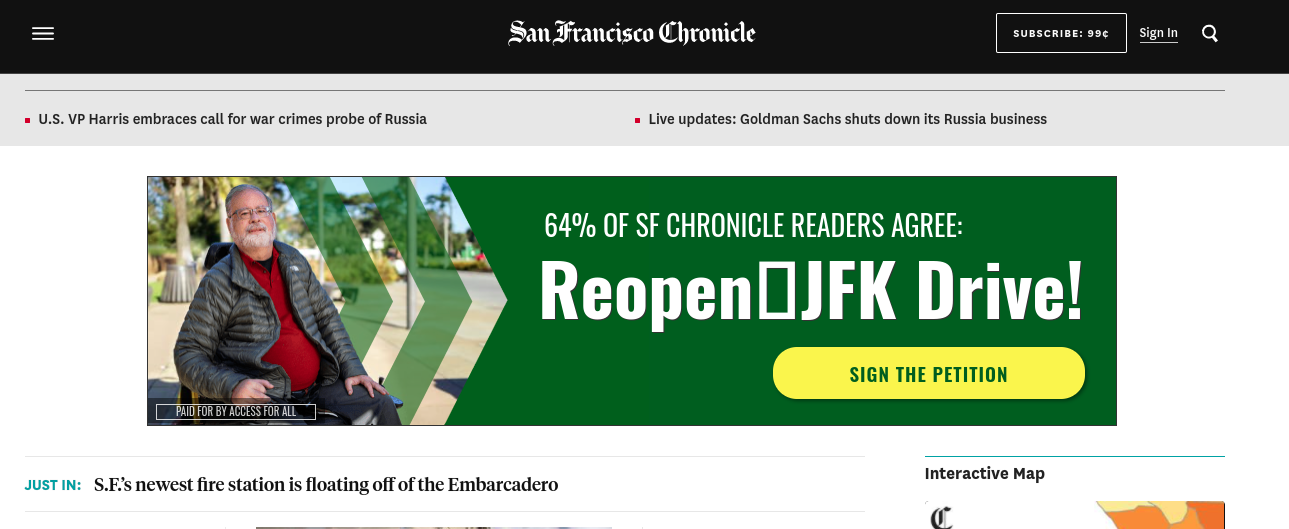 San Francisco Chronicle
SUBSCRIBE: 99¢
Sign In
U.S. VP Harris embraces call for war crimes probe of Russia
Live updates: Goldman Sachs shuts down its Russia business
64% OF SF CHRONICLE READERS AGREE:
Reopen JFK Drive!
SIGN THE PETITION
PAID FOR BY ACCESS FOR ALL
JUST IN: S.F.'s newest fire station is floating off of the Embarcadero
Interactive Map
C